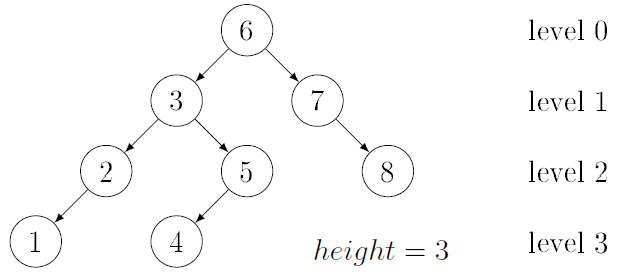 6 level 0
3 7 level 1
2 5 8 level 2
1 4 height = 3 level 3